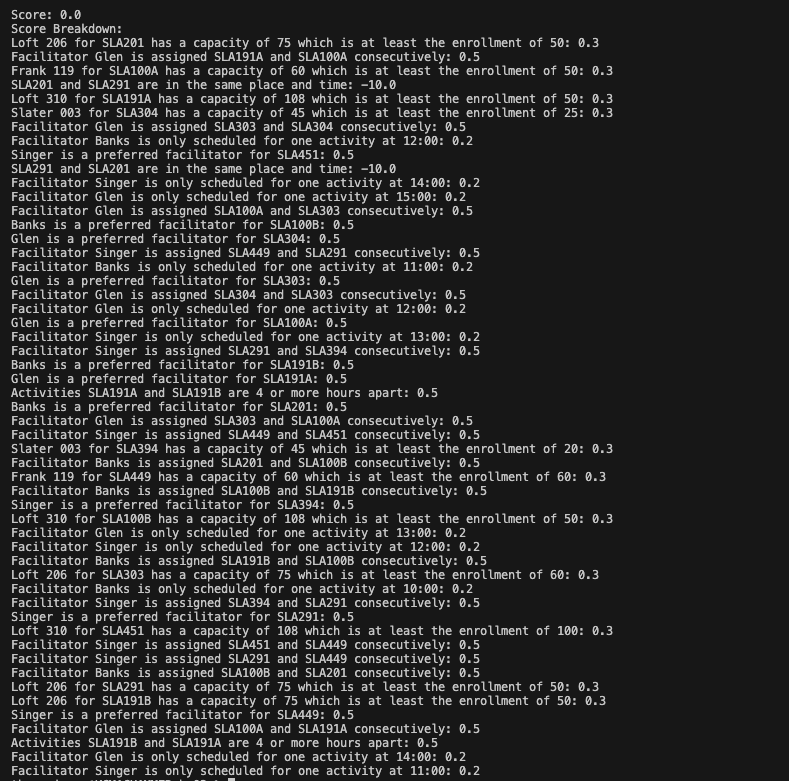 Score: 0.0
Score Breakdown:
Loft 206 for SLA201 has a capacity of 75 which is at least the enrollment of 50: 0.3
Facilitator Glen is assigned SLA191A and SLA100A consecutively: 0.5
Frank 119 for SLA100A has a capacity of 60 which is at least the enrollment of 50: 0.3
SLA201 and SLA291 are in the same place and time: -10.0
Loft 310 for SLA191A has a capacity of 108 which is at least the enrollment of 50: 0.3
Slater 003 for SLA304 has a capacity of 45 which is at least the enrollment of 25: 0.3
Facilitator Glen is assigned SLA303 and SLA304 consecutively: 0.5
Facilitator Banks is only scheduled for one activity at 12:00: 0.2
Singer is a preferred facilitator for SLA451: 0.5
SLA291 and SLA201 are in the same place and time: -10.0
Facilitator Singer is only scheduled for one activity at 14:00: 0.2
Facilitator Glen is only scheduled for one activity at 15:00: 0.2
Facilitator Glen is assigned SLA100A and SLA303 consecutively: 0.5
Banks is a preferred facilitator for SLA100B: 0.5
Glen is a preferred facilitator for SLA304: 0.5
Facilitator Singer is assigned SLA449 and SLA291 consecutively: 0.5
Facilitator Banks is only scheduled for one activity at 11:00: 0.2
Glen is a preferred facilitator for SLA303: 0.5
Facilitator Glen is assigned SLA304 and SLA303 consecutively: 0.5
Facilitator Glen is only scheduled for one activity at 12:00: 0.2
Glen is a preferred facilitator for SLA100A: 0.5
Facilitator Singer is only scheduled for one activity at 13:00: 0.2
Facilitator Singer is assigned SLA291 and SLA394 consecutively: 0.5
Banks is a preferred facilitator for SLA191B: 0.5
Glen is a preferred facilitator for SLA191A: 0.5
Activities SLA191A and SLA191B are 4 or more hours apart: 0.5
Banks is a preferred facilitator for SLA201: 0.5
Facilitator Glen is assigned SLA303 and SLA100A consecutively: 0.5
Facilitator Singer is assigned SLA449 and SLA451 consecutively: 0.5
Slater 003 for SLA394 has a capacity of 45 which is at least the enrollment of 20: 0.3
Facilitator Banks is assigned SLA201 and SLA100B consecutively: 0.5
Frank 119 for SLA449 has a capacity of 60 which is at least the enrollment of 60: 0.3
Facilitator Banks is assigned SLA100B and SLA191B consecutively: 0.5
Singer is a preferred facilitator for SLA394: 0.5
Loft 310 for SLA100B has a capacity of 108 which is at least the enrollment of 50: 0.3
Facilitator Glen is only scheduled for one activity at 13:00: 0.2
Facilitator Singer is only scheduled for one activity at 12:00: 0.2
Facilitator Banks is assigned SLA191B and SLA100B consecutively: 0.5
Loft 206 for SLA303 has a capacity of 75 which is at least the enrollment of 60: 0.3
Facilitator Banks is only scheduled for one activity at 10:00: 0.2
Facilitator Singer is assigned SLA394 and SLA291 consecutively: 0.5
Singer is a preferred facilitator for SLA291: 0.5
Loft 310 for SLA451 has a capacity of 108 which is at least the enrollment of 100: 0.3
Facilitator Singer is assigned SLA451 and SLA449 consecutively: 0.5
Facilitator Singer is assigned SLA291 and SLA449 consecutively: 0.5
Facilitator Banks is assigned SLA100B and SLA201 consecutively: 0.5
Loft 206 for SLA291 has a capacity of 75 which is at least the enrollment of 50: 0.3
Loft 206 for SLA191B has a capacity of 75 which is at least the enrollment of 50: 0.3
Singer is a preferred facilitator for SLA449: 0.5
Facilitator Glen is assigned SLA100A and SLA191A consecutively: 0.5
Activities SLA191B and SLA191A are 4 or more hours apart: 0.5
Facilitator Glen is only scheduled for one activity at 14:00: 0.2
Facilitator Singer is only scheduled for one activity at 11:00: 0.2